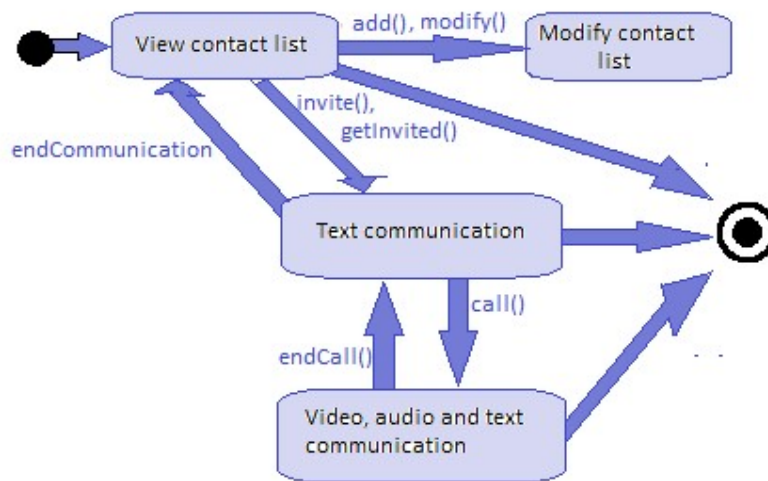 View contact list
add(), modify()
Modify contact
list
invite(),
getInvited()
endCommunication
Text communication
call()
endCall()
Video, audio and text
communication